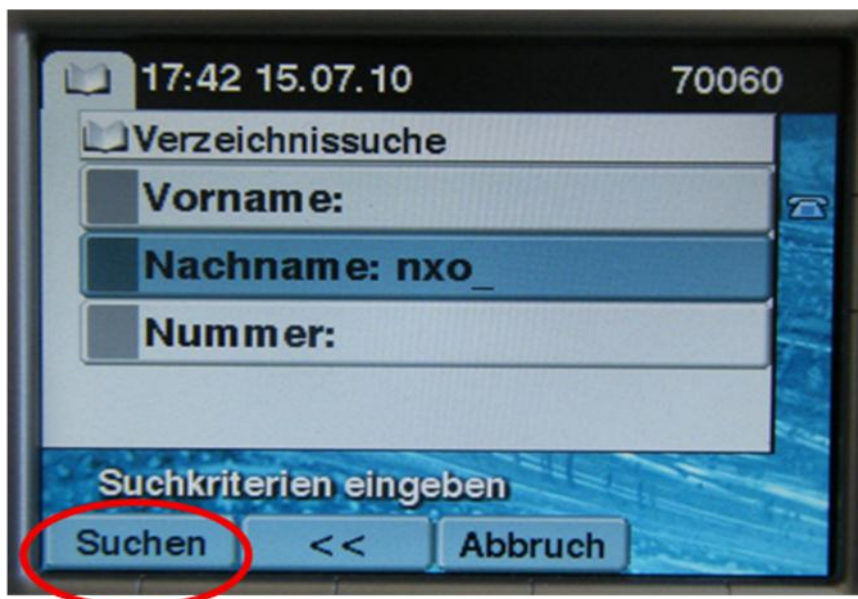 17:42 15.07.10 70060
Verzeichnissuche
Vorname:
Nachname: nxo_
Nummer:
Suchkriterien eingeben
Suchen << Abbruch